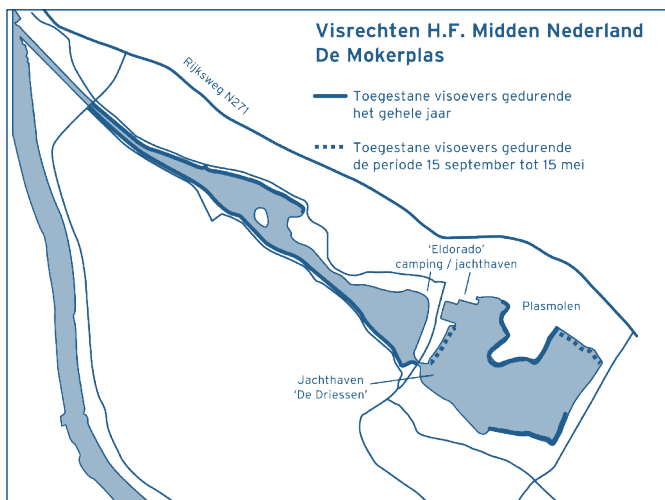 Visrechten H.F. Midden Nederland
De Mokerplas
Rijksweg N271
Toegestane visoevers gedurende
het gehele jaar
Toegestane visoevers gedurende
de periode 15 september tot 15 mei
'Eldorado'
camping / jachthaven
Plasmolen
Jachthaven
'De Driessen'